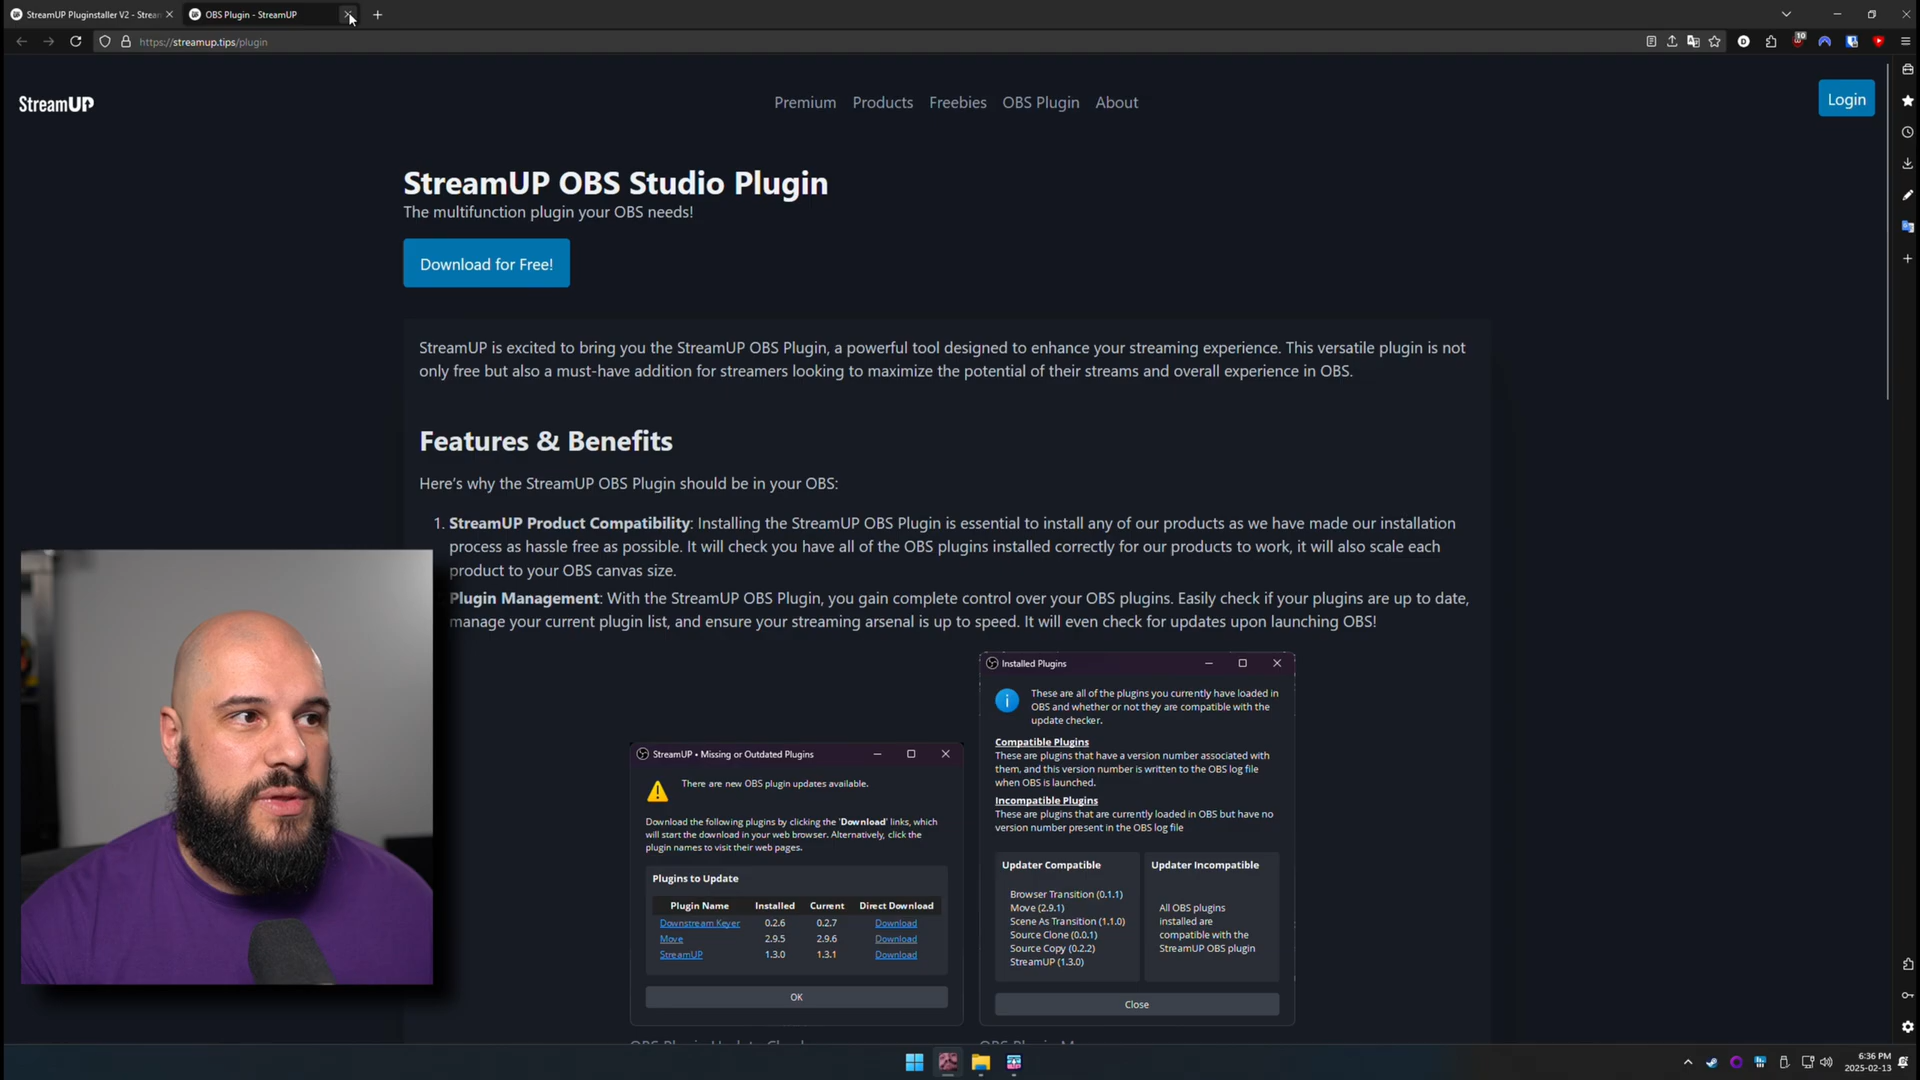 StreamUP Pluginstaller V2 - Strea
OBS Plugin - StreamUP
https://streamup.tips/plugin
10
StreamUP
Premium
Products
Freebies
OBS Plugin
About
Login
StreamUP OBS Studio Plugin
The multifunction plugin your OBS needs!
Download for Free!
StreamUP is excited to bring you the StreamUP OBS Plugin, a powerful tool designed to enhance your streaming experience. This versatile plugin is not
only free but also a must-have addition for streamers looking to maximize the potential of their streams and overall experience in OBS.
Features & Benefits
Here's why the StreamUP OBS Plugin should be in your OBS:
1. StreamUP Product Compatibility: Installing the StreamUP OBS Plugin is essential to install any of our products as we have made our installation
process as hassle free as possible. It will check you have all of the OBS plugins installed correctly for our products to work, it will also scale each
product to your OBS canvas size.
Plugin Management: With the StreamUP OBS Plugin, you gain complete control over your OBS plugins. Easily check if your plugins are up to date,
manage your current plugin list, and ensure your streaming arsenal is up to speed. It will even check for updates upon launching OBS!
StreamUP • Missing or Outdated Plugins
There are new OBS plugin updates available.
Download the following plugins by clicking the 'Download' links, which
will start the download in your web browser. Alternatively, click the
plugin names to visit their web pages.
Plugins to Update
Plugin Name Installed Current Direct Download
Downstream Keyer 0.2.6 0.2.7 Download
Move 2.9.5 2.9.6 Download
StreamUP 1.3.0 1.3.1 Download
OK
Installed Plugins
These are all of the plugins you currently have loaded in
OBS and whether or not they are compatible with the
update checker.
Compatible Plugins
These are plugins that have a version number associated with
them, and this version number is written to the OBS log file
when OBS is launched.
Incompatible Plugins
These are plugins that are currently loaded in OBS but have no
version number present in the OBS log file
Updater Compatible
Browser Transition (0.1.1)
Move (2.9.1)
Scene As Transition (1.1.0)
Source Clone (0.0.1)
Source Copy (0.2.2)
StreamUP (1.3.0)
Updater Incompatible
All OBS plugins
installed are
compatible with the
StreamUP OBS plugin
Close
6:36 PM
2025-02-13